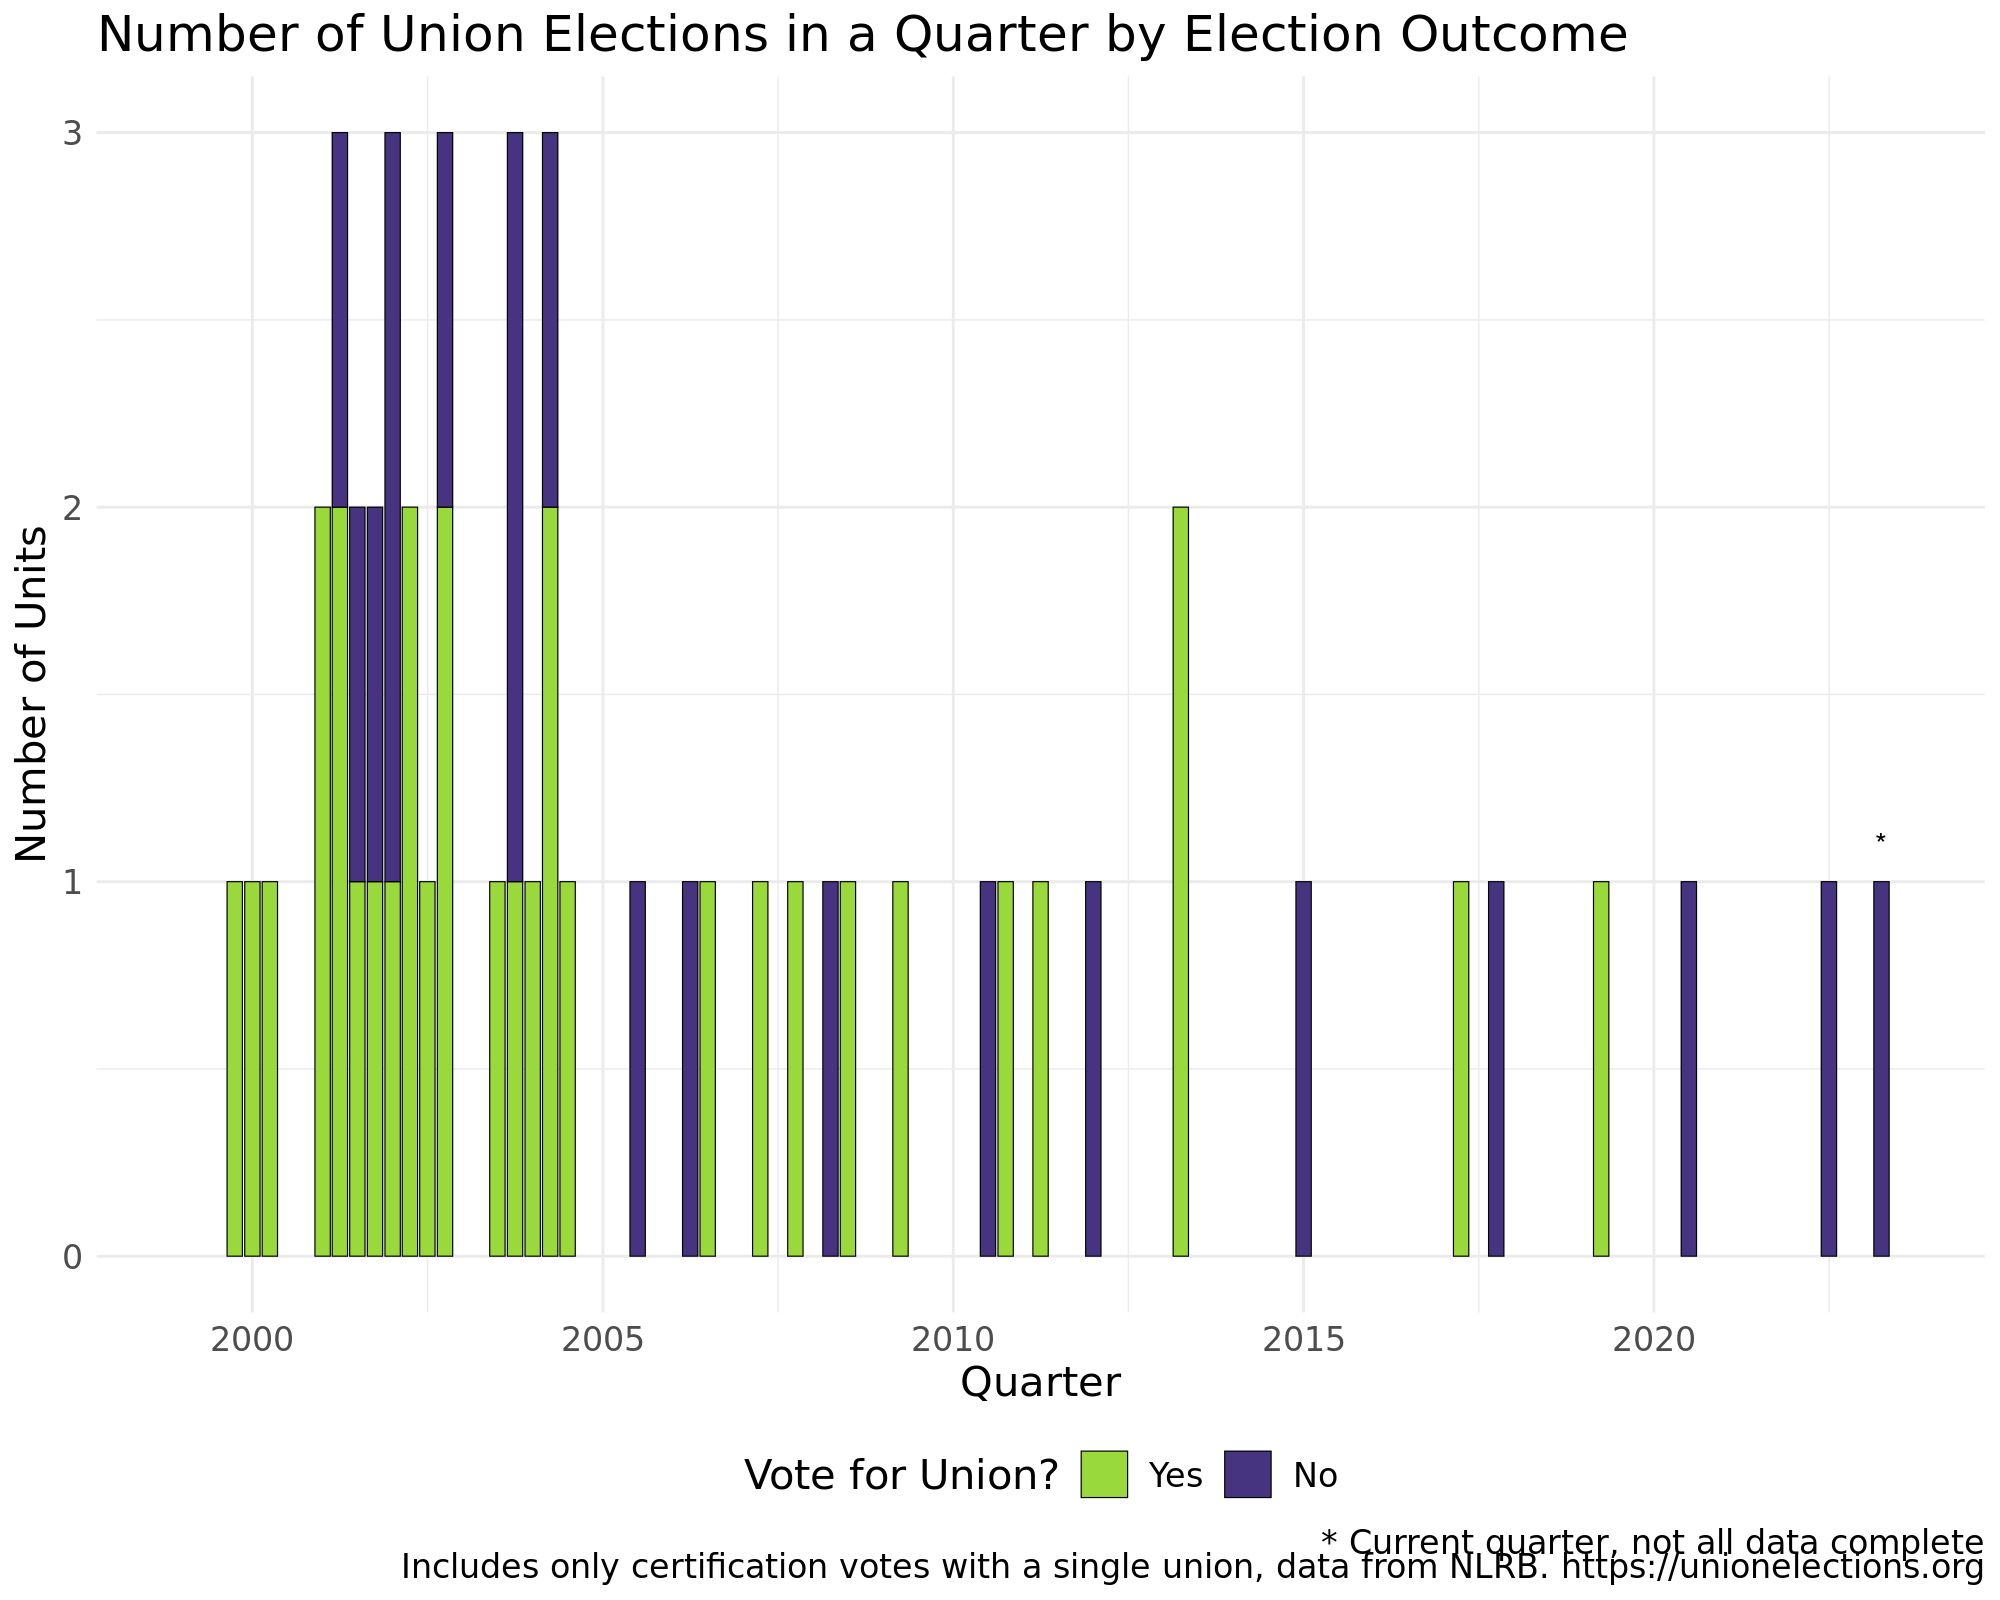 Number of Union Elections in a Quarter by Election Outcome
Number of Units
3
2
1
0
*
2000 2005 2010 2015 2020
Quarter
Vote for Union? Yes No
* Current quarter, not all data complete
Includes only certification votes with a single union, data from NLRB. https://unionelections.org